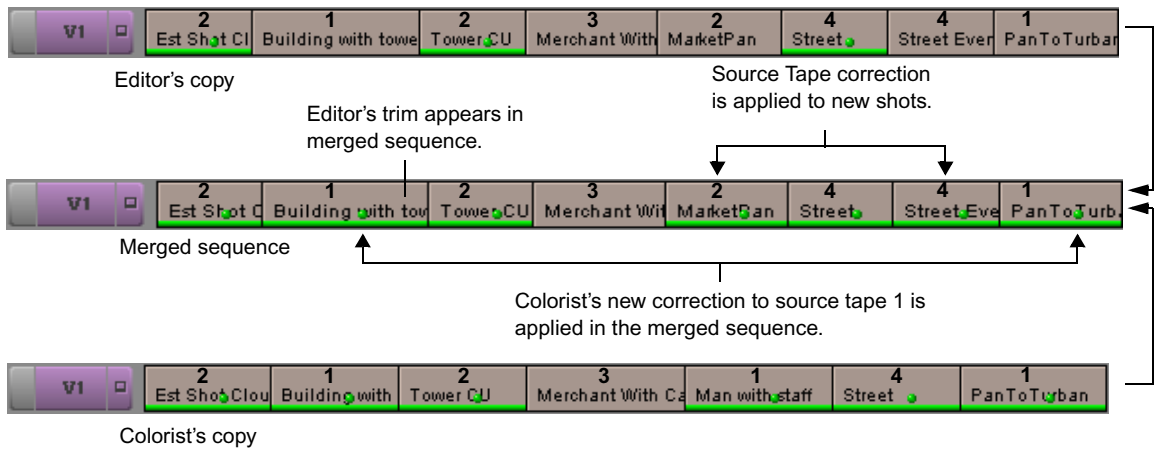 2 1 2 3 2 4 4 1
V1 Est Shot Cl Building with towe Tower CU Merchant With MarketPan Street Street Ever PanToTurbar
Editor's copy
Source Tape correction
is applied to new shots.
Editor's trim appears in
merged sequence.
2 1 2 3 2 4 4 1
V1 Est Shot C Building with tow Tower CU Merchant Wit MarketPan Street Street Eve PanToTurb.
Merged sequence
Colorist's new correction to source tape 1 is
applied in the merged sequence.
2 1 2 3 1 4 1
V1 Est Shot Clou Building with Tower CU Merchant With Ca Man with staff Street PanToTurban
Colorist's copy